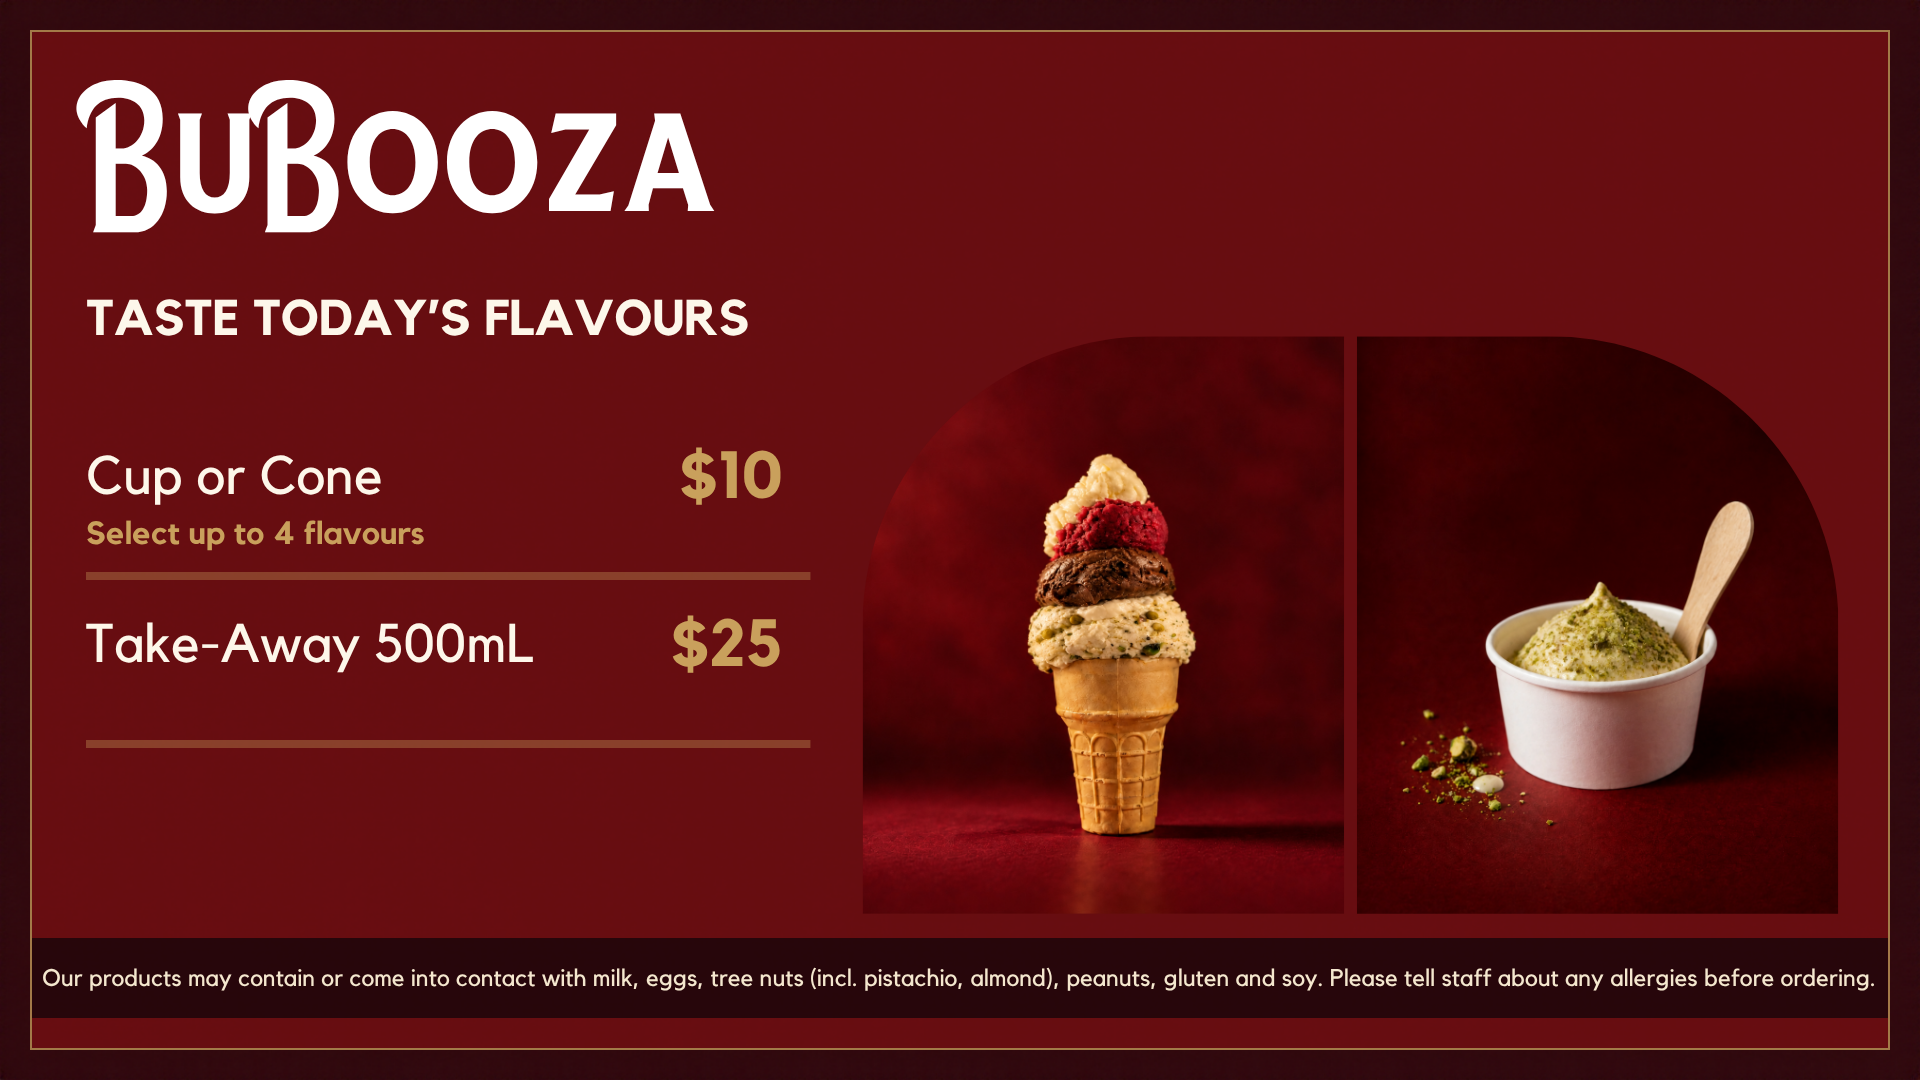 BUBOOZA
TASTE TODAY’S FLAVOURS
Cup or Cone $10
Select up to 4 flavours
Take-Away 500mL $25
Our products may contain or come into contact with milk, eggs, tree nuts (incl. pistachio, almond), peanuts, gluten and soy. Please tell staff about any allergies before ordering.